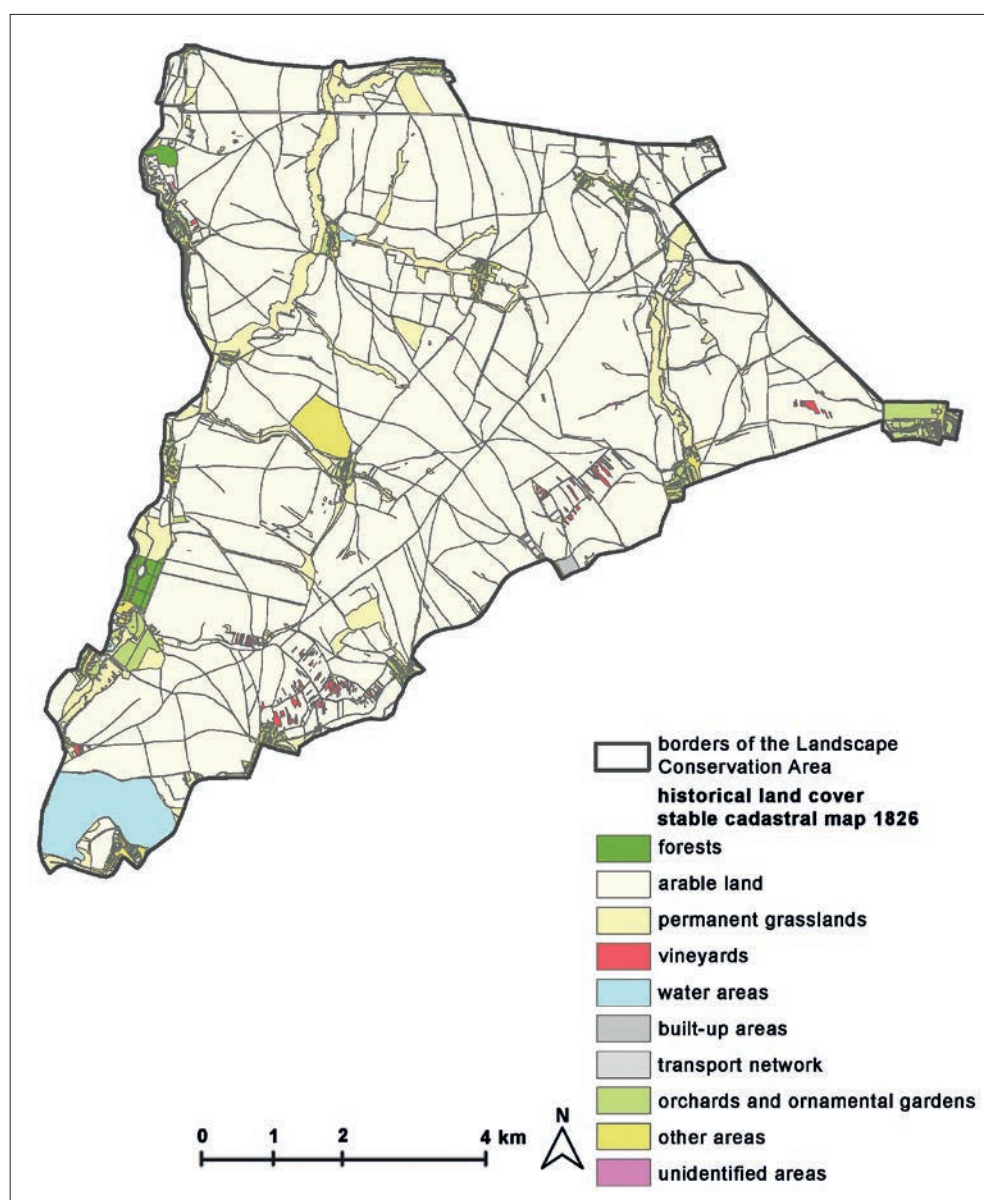 borders of the Landscape
Conservation Area
historical land cover
stable cadastral map 1826
forests
arable land
permanent grasslands
vineyards
water areas
built-up areas
transport network
orchards and ornamental gardens
other areas
unidentified areas
0 1 2 4 km
N